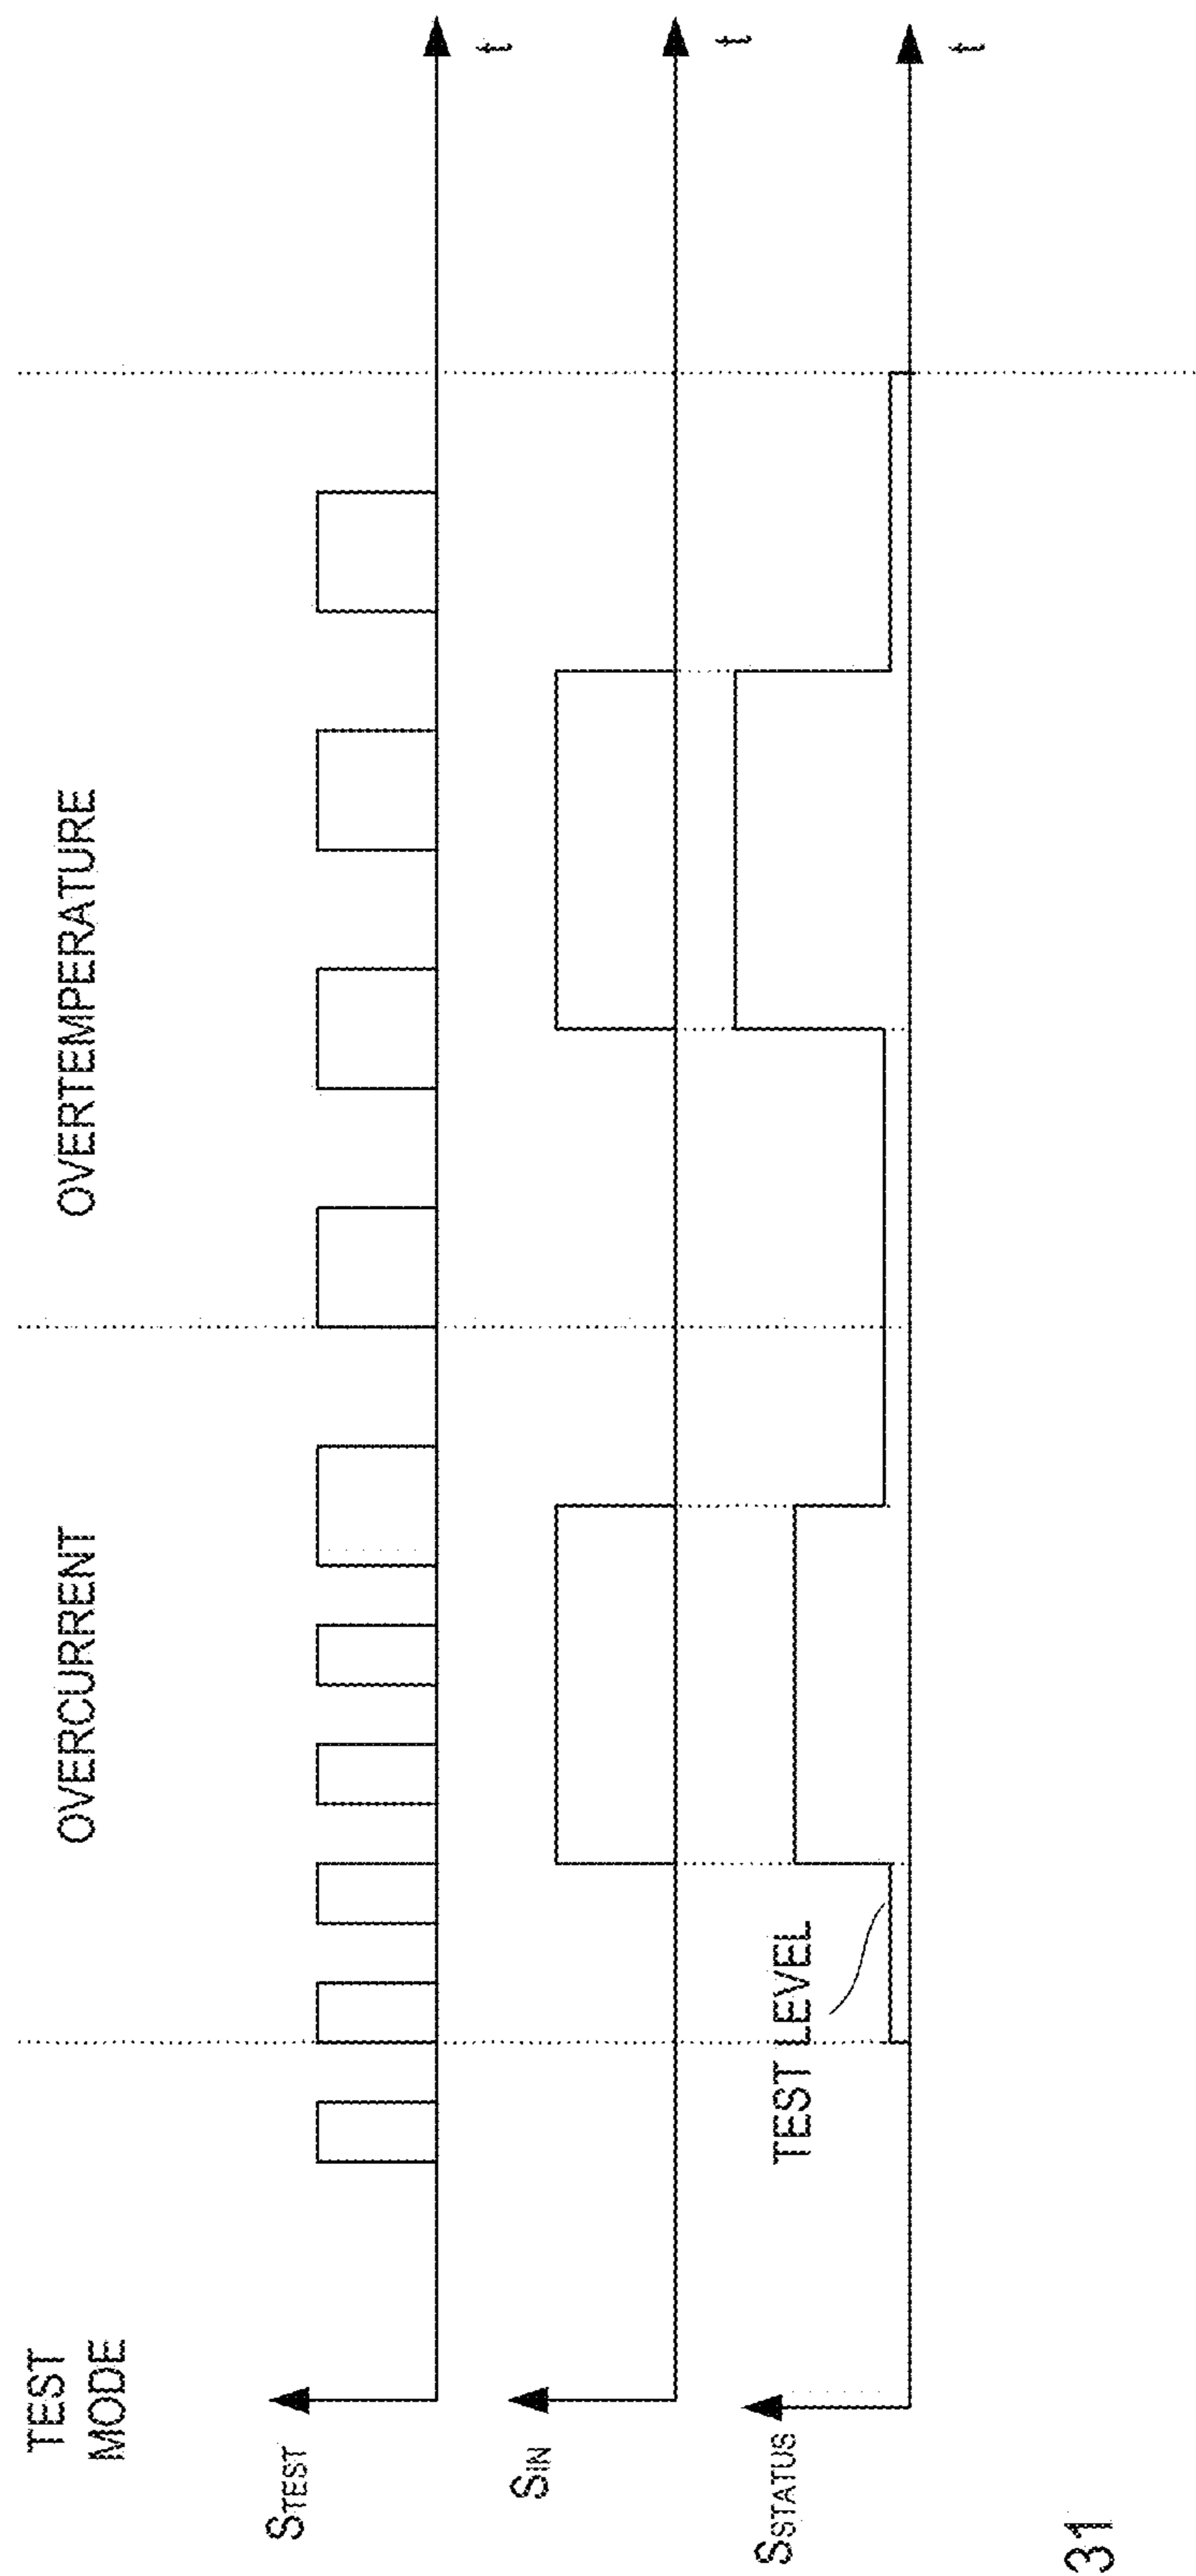 TEST
MODE
OVERCURRENT
OVERTEMPERATURE
STEST
t
SIN
t
SSTATUS
TEST LEVEL
t
31